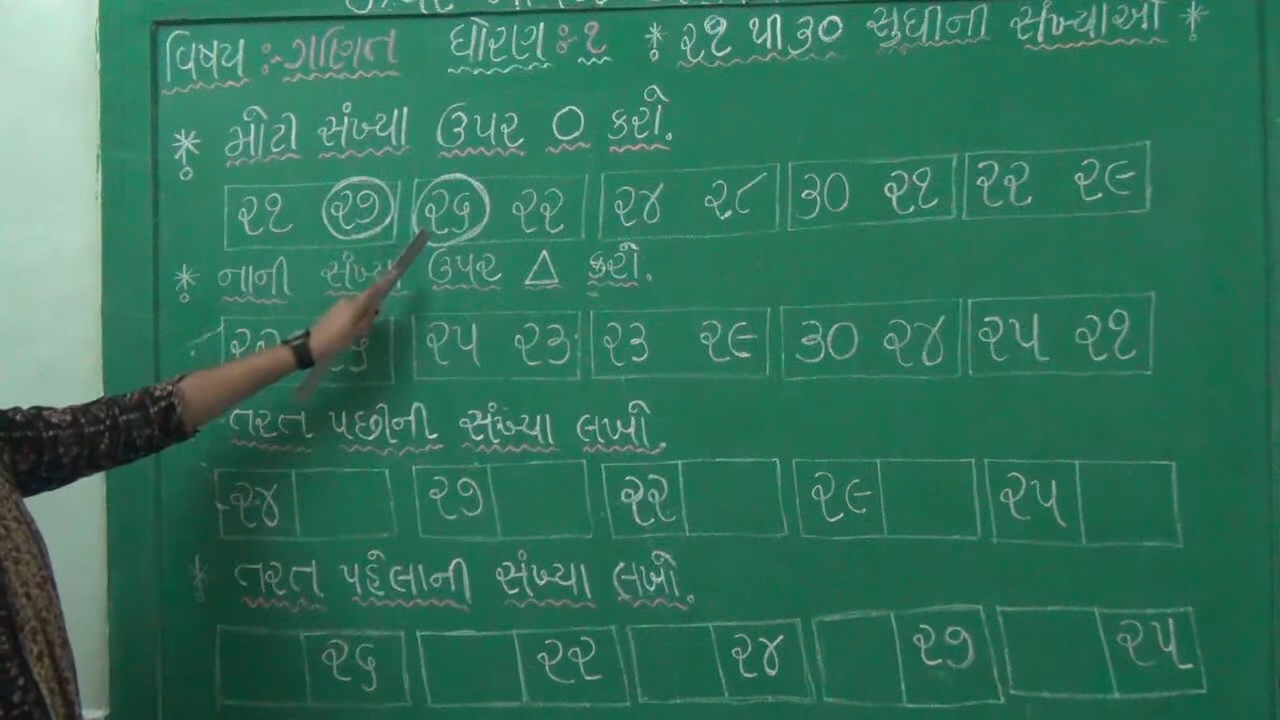 વિષય :- ગણિત ધોરણ :- ૧ * ૨૧ થી ૩૦ સુધીની સંખ્યાઓ *
* મોટી સંખ્યા ઉપર ○ કરો.
૨૧ ૨૭ ૨૬ ૨૨ ૨૪ ૨૮ ૩૦ ૨૧ ૨૨ ૨૯
* નાની સંખ્યા ઉપર △ કરો.
૨૫ ૨૩ ૨૩ ૨૯ ૩૦ ૨૪ ૨૫ ૨૧
તરત પછીની સંખ્યા લખો.
૨૪ ૨૭ ૨૨ ૨૯ ૨૫
* તરત પહેલાની સંખ્યા લખો.
૨૬ ૨૨ ૨૪ ૨૭ ૨૫